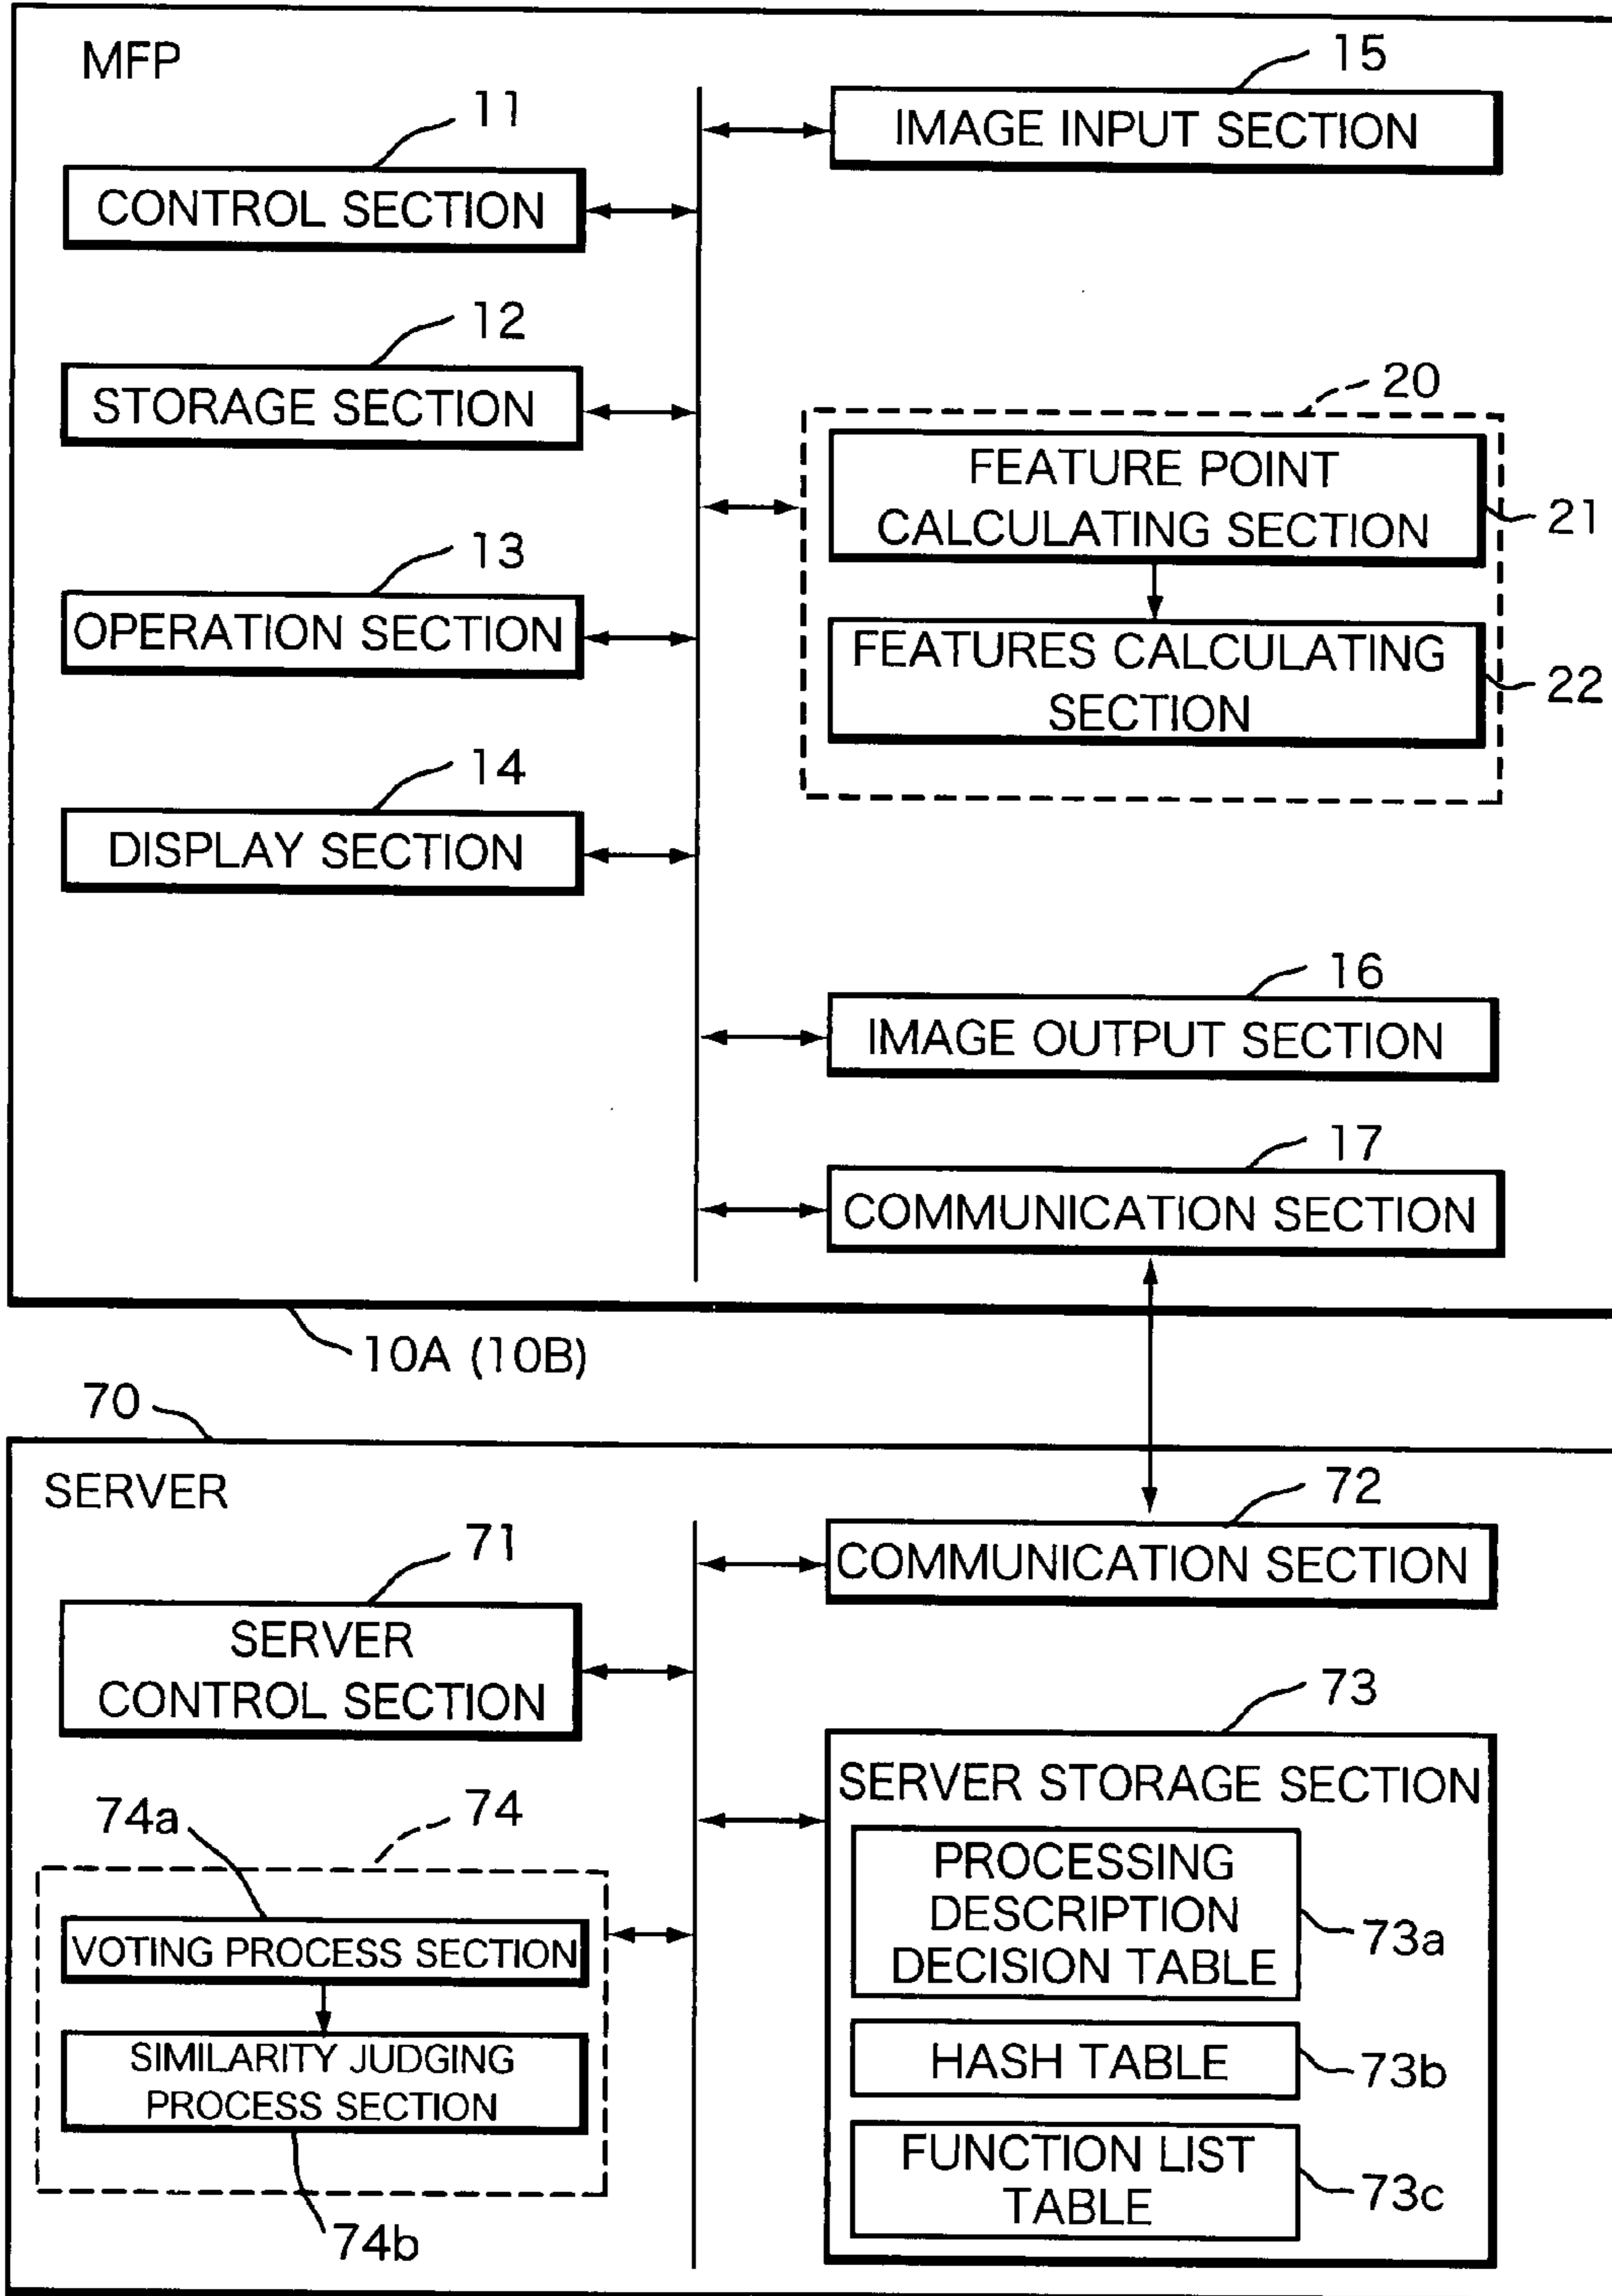 MFP
15
IMAGE INPUT SECTION
11
CONTROL SECTION
12
STORAGE SECTION
20
FEATURE POINT
CALCULATING SECTION
21
13
OPERATION SECTION
FEATURES CALCULATING
SECTION
22
14
DISPLAY SECTION
16
IMAGE OUTPUT SECTION
17
COMMUNICATION SECTION
10A (10B)
70
SERVER
72
COMMUNICATION SECTION
71
SERVER
CONTROL SECTION
73
SERVER STORAGE SECTION
PROCESSING
DESCRIPTION
DECISION TABLE
73a
HASH TABLE
73b
FUNCTION LIST
TABLE
73c
74a
74
VOTING PROCESS SECTION
SIMILARITY JUDGING
PROCESS SECTION
74b